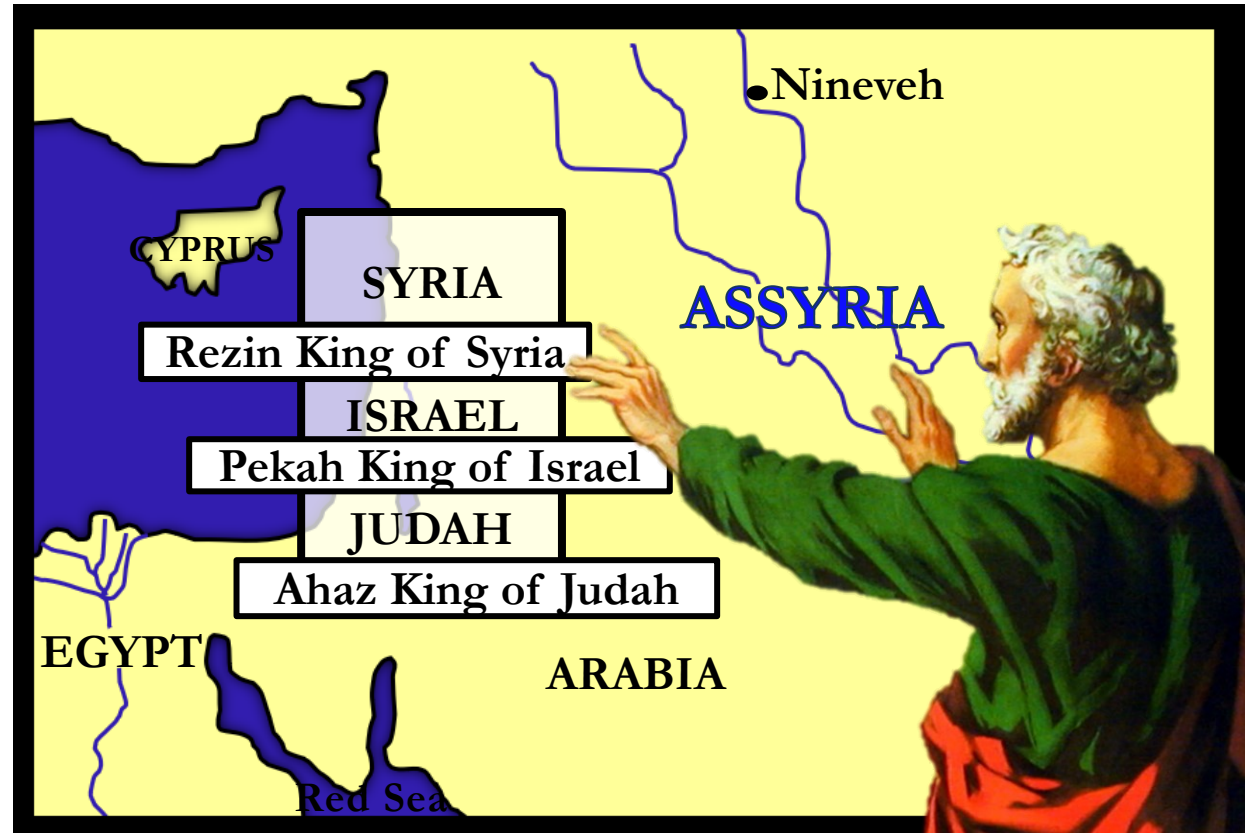 Nineveh
CYPRUS
SYRIA
ASSYRIA
Rezin King of Syria
ISRAEL
Pekah King of Israel
JUDAH
Ahaz King of Judah
EGYPT
ARABIA
Red Sea